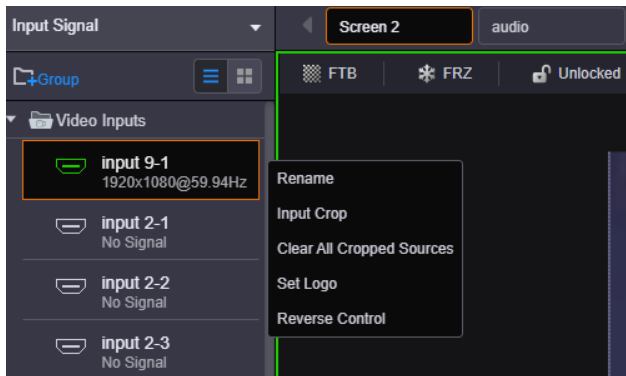 Input Signal
Screen 2
audio
Group
FTB
FRZ
Unlocked
Video Inputs
input 9-1
1920x1080@59.94Hz
input 2-1
No Signal
input 2-2
No Signal
input 2-3
No Signal
Rename
Input Crop
Clear All Cropped Sources
Set Logo
Reverse Control